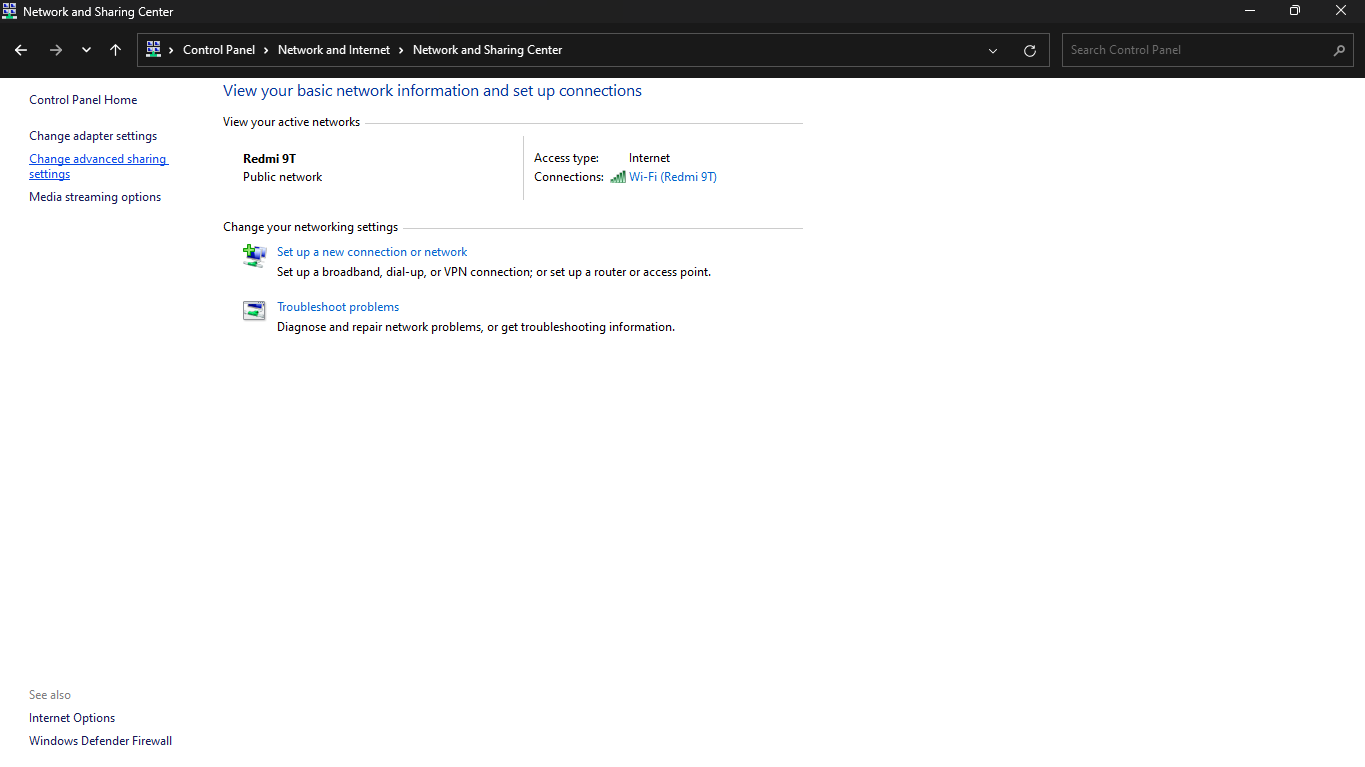 Network and Sharing Center
Control Panel > Network and Internet > Network and Sharing Center
Search Control Panel
Control Panel Home
Change adapter settings
Change advanced sharing
settings
Media streaming options
View your basic network information and set up connections
View your active networks
Redmi 9T
Public network
Access type: Internet
Connections: Wi-Fi (Redmi 9T)
Change your networking settings
Set up a new connection or network
Set up a broadband, dial-up, or VPN connection; or set up a router or access point.
Troubleshoot problems
Diagnose and repair network problems, or get troubleshooting information.
See also
Internet Options
Windows Defender Firewall